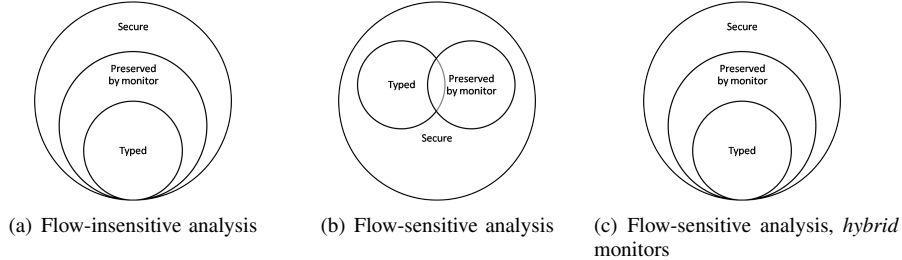 Secure
Preserved
by monitor
Typed
(a) Flow-insensitive analysis
Typed
Preserved
by monitor
Secure
(b) Flow-sensitive analysis
Secure
Preserved
by monitor
Typed
(c) Flow-sensitive analysis, hybrid
monitors